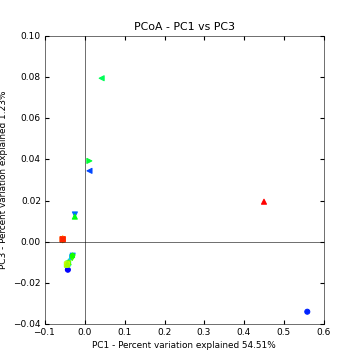 PCoA - PC1 vs PC3
0.10
0.08
0.06
0.04
0.02
0.00
−0.02
−0.04
PC3 - Percent variation explained 1.23%
−0.1 0.0 0.1 0.2 0.3 0.4 0.5 0.6
PC1 - Percent variation explained 54.51%